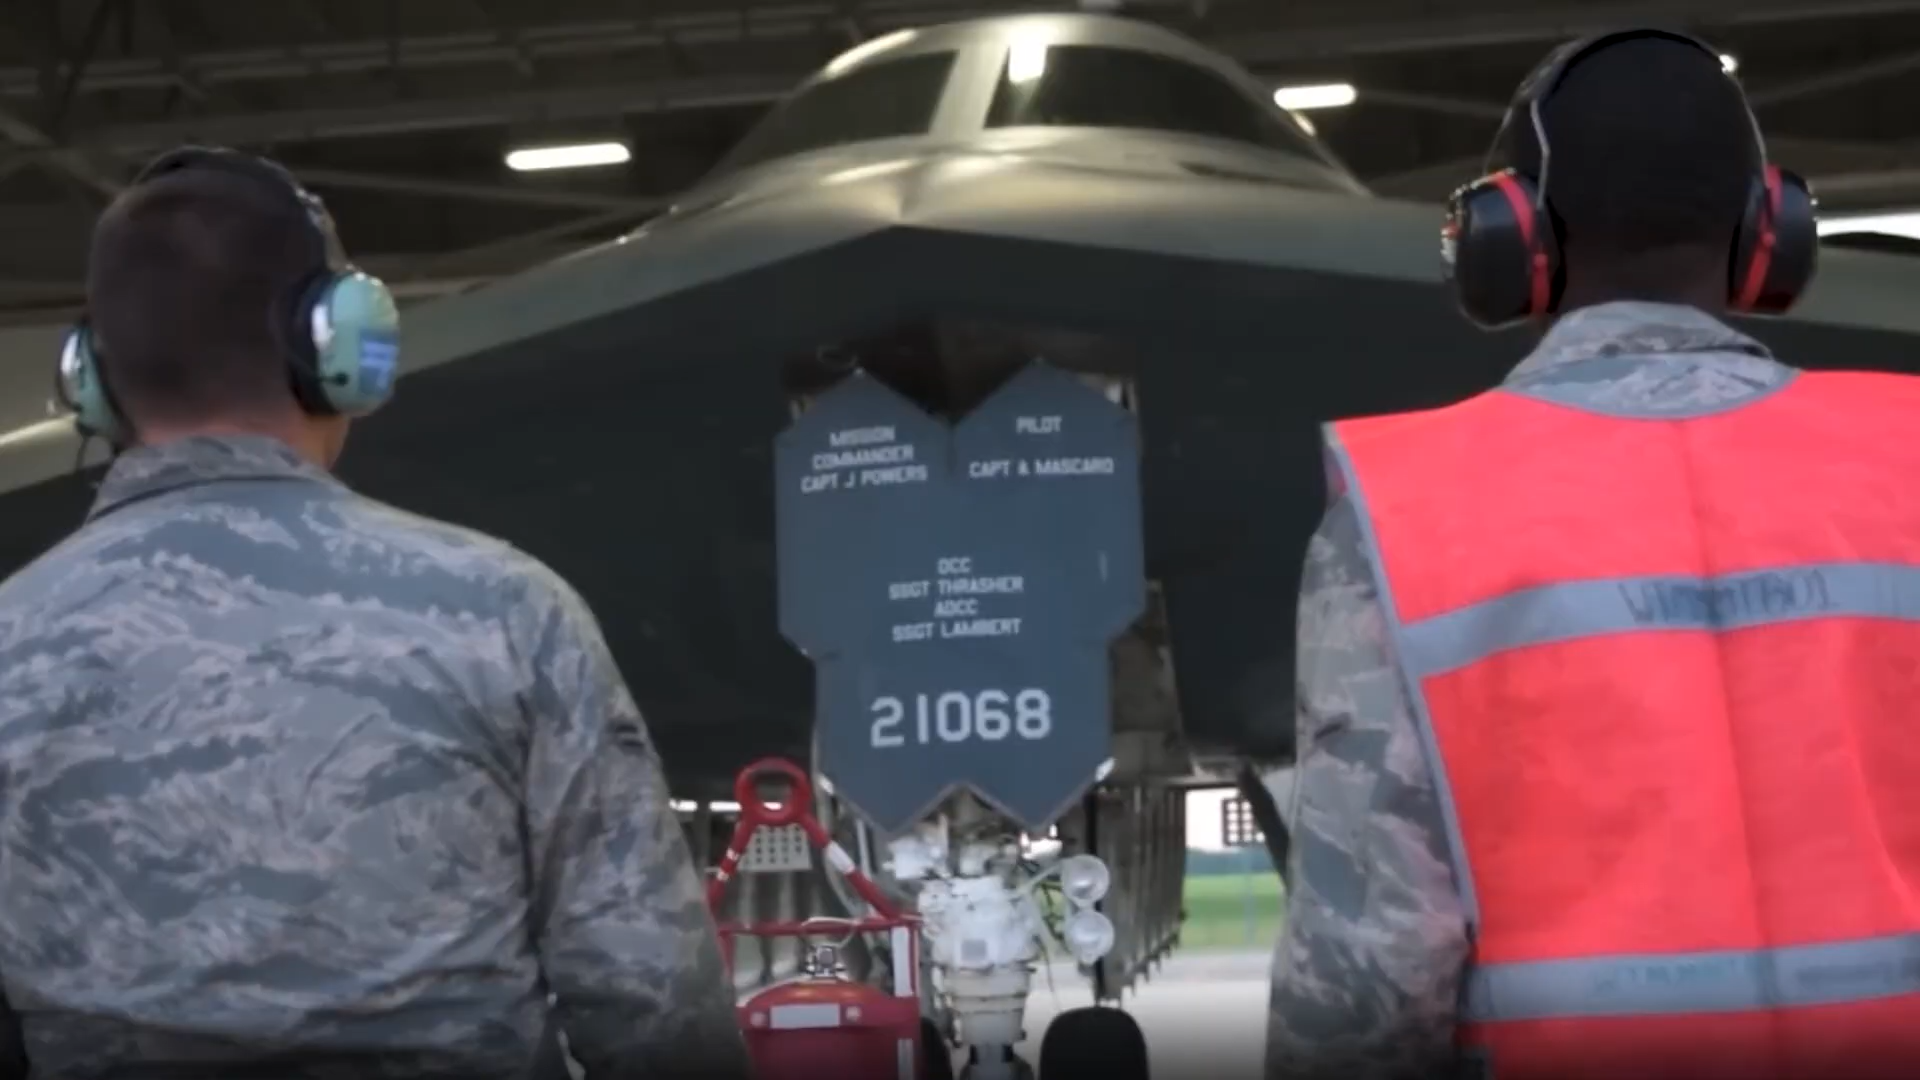 MISSION
COMMANDER
CAPT J POWERS
PILOT
CAPT A MASCARO
DCC
SSGT THRASHER
ADCC
SSGT LAMBERT
21068